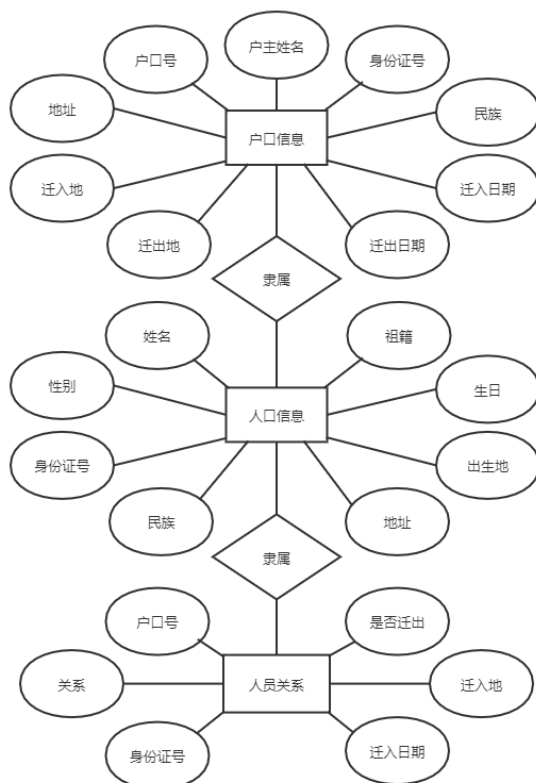 户主姓名
户口号
身份证号
地址
民族
户口信息
迁入地
迁入日期
迁出地
迁出日期
隶属
姓名
祖籍
性别
生日
人口信息
身份证号
出生地
民族
地址
隶属
户口号
是否迁出
关系
人员关系
迁入地
身份证号
迁入日期